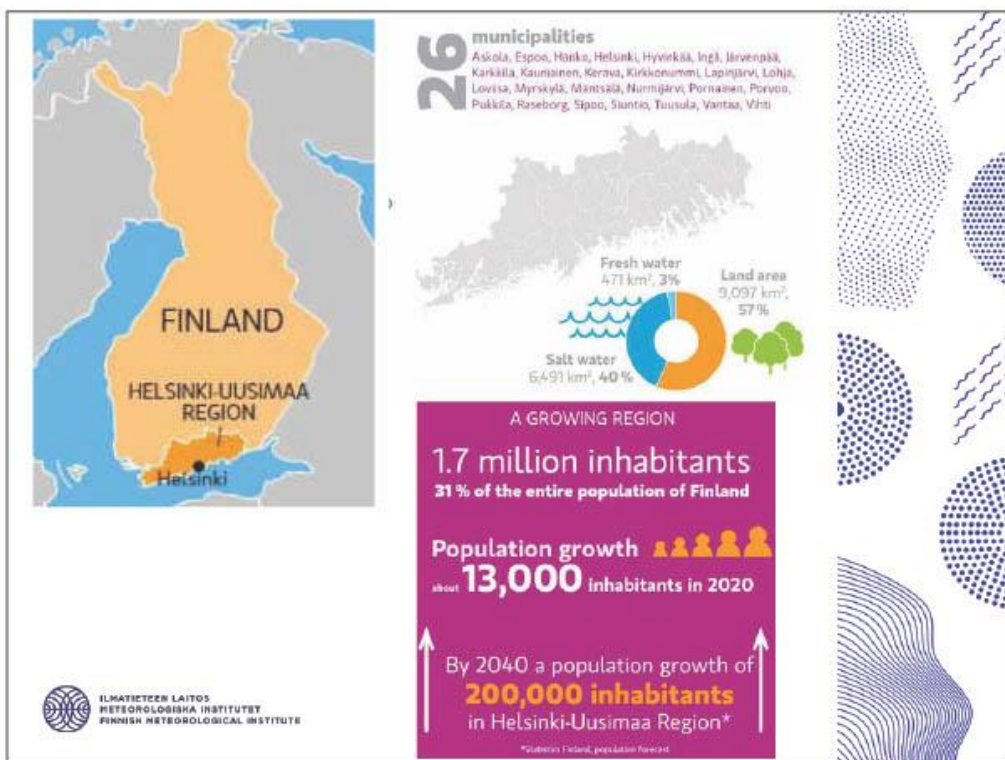 FINLAND
HELSINKI-UUSIMAA
REGION
Helsinki
26
municipalities
Askola, Espoo, Hanko, Helsinki, Hyvinkää, Ingå, Järvenpää,
Karkkila, Kauniainen, Kerava, Kirkkonummi, Lapinjärvi, Lohja,
Loviisa, Myrskylä, Mäntsälä, Nurmijärvi, Pornainen, Porvoo,
Pukkila, Raseborg, Sipoo, Siuntio, Tuusula, Vantaa, Vihti
Fresh water
471 km², 3%
Land area
9,097 km²,
57 %
Salt water
6,491 km², 40 %
A GROWING REGION
1.7 million inhabitants
31 % of the entire population of Finland
Population growth
about 13,000 inhabitants in 2020
By 2040 a population growth of
200,000 inhabitants
in Helsinki-Uusimaa Region*
*Statistics Finland, population forecast
ILMATIETEEN LAITOS
METEOROLOGISKA INSTITUTET
FINNISH METEOROLOGICAL INSTITUTE